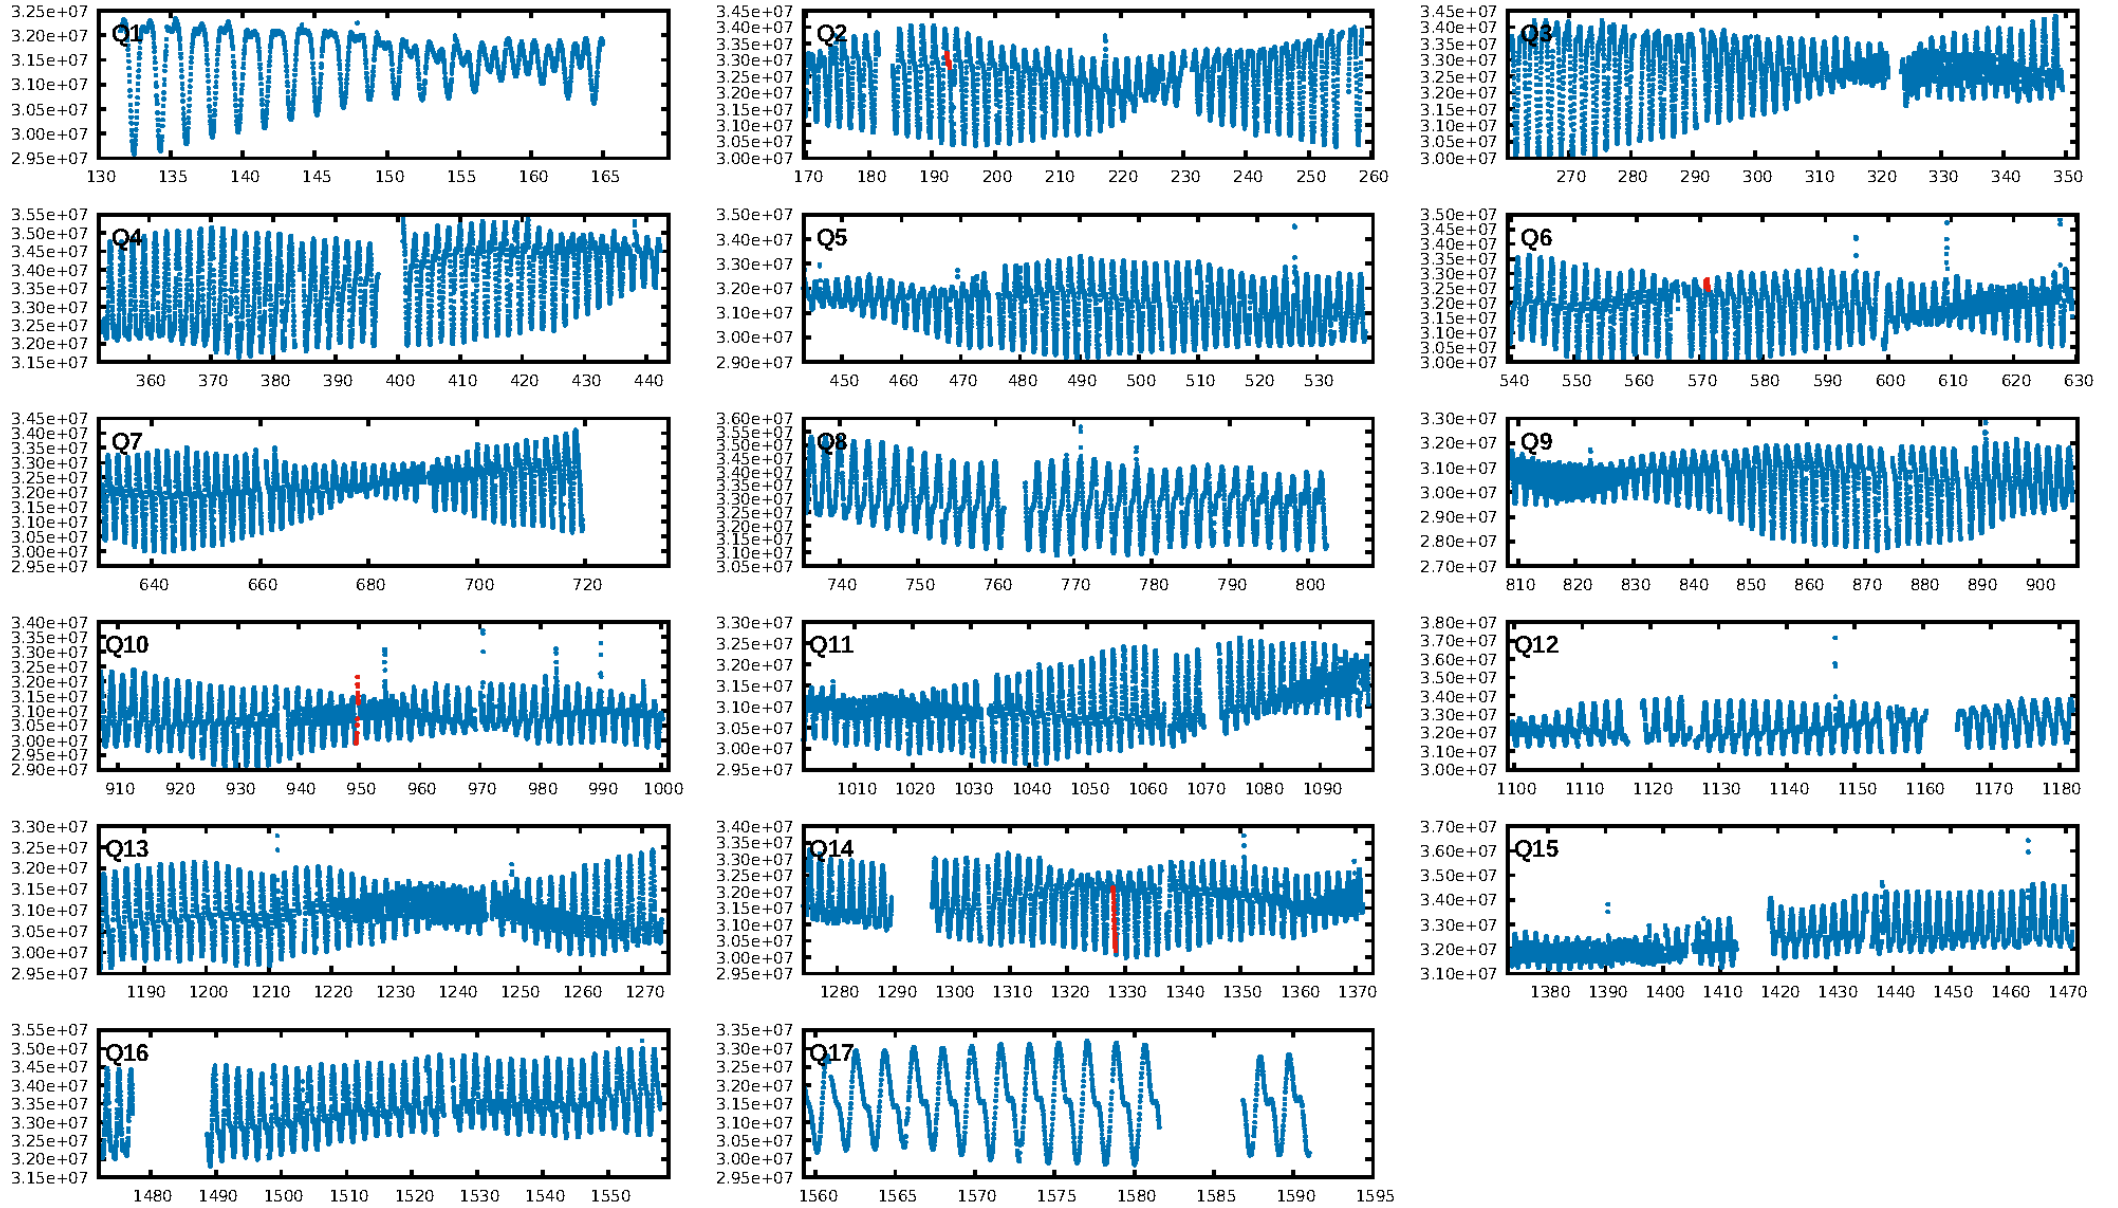 3.25e+07 3.20e+07 3.15e+07 3.10e+07 3.05e+07 3.00e+07 2.95e+07
Q1
130 135 140 145 150 155 160 165
3.45e+07 3.40e+07 3.35e+07 3.30e+07 3.25e+07 3.20e+07 3.15e+07 3.10e+07 3.05e+07 3.00e+07
Q2
170 180 190 200 210 220 230 240 250 260
3.45e+07 3.40e+07 3.35e+07 3.30e+07 3.25e+07 3.20e+07 3.15e+07 3.10e+07 3.05e+07 3.00e+07
Q3
270 280 290 300 310 320 330 340 350
3.55e+07 3.50e+07 3.45e+07 3.40e+07 3.35e+07 3.30e+07 3.25e+07 3.20e+07 3.15e+07
Q4
360 370 380 390 400 410 420 430 440
3.50e+07 3.40e+07 3.30e+07 3.20e+07 3.10e+07 3.00e+07 2.90e+07
Q5
450 460 470 480 490 500 510 520 530
3.50e+07 3.45e+07 3.40e+07 3.35e+07 3.30e+07 3.25e+07 3.20e+07 3.15e+07 3.10e+07 3.05e+07 3.00e+07
Q6
540 550 560 570 580 590 600 610 620 630
3.45e+07 3.40e+07 3.35e+07 3.30e+07 3.25e+07 3.20e+07 3.15e+07 3.10e+07 3.05e+07 3.00e+07 2.95e+07
Q7
640 660 680 700 720
3.60e+07 3.55e+07 3.50e+07 3.45e+07 3.40e+07 3.35e+07 3.30e+07 3.25e+07 3.20e+07 3.15e+07 3.10e+07 3.05e+07
Q8
740 750 760 770 780 790 800
3.30e+07 3.20e+07 3.10e+07 3.00e+07 2.90e+07 2.80e+07 2.70e+07
Q9
810 820 830 840 850 860 870 880 890 900
3.40e+07 3.35e+07 3.30e+07 3.25e+07 3.20e+07 3.15e+07 3.10e+07 3.05e+07 3.00e+07 2.95e+07 2.90e+07
Q10
910 920 930 940 950 960 970 980 990 1000
3.30e+07 3.25e+07 3.20e+07 3.15e+07 3.10e+07 3.05e+07 3.00e+07 2.95e+07
Q11
1010 1020 1030 1040 1050 1060 1070 1080 1090
3.80e+07 3.70e+07 3.60e+07 3.50e+07 3.40e+07 3.30e+07 3.20e+07 3.10e+07 3.00e+07
Q12
1100 1110 1120 1130 1140 1150 1160 1170 1180
3.30e+07 3.25e+07 3.20e+07 3.15e+07 3.10e+07 3.05e+07 3.00e+07 2.95e+07
Q13
1190 1200 1210 1220 1230 1240 1250 1260 1270
3.40e+07 3.35e+07 3.30e+07 3.25e+07 3.20e+07 3.15e+07 3.10e+07 3.05e+07 3.00e+07 2.95e+07
Q14
1280 1290 1300 1310 1320 1330 1340 1350 1360 1370
3.70e+07 3.60e+07 3.50e+07 3.40e+07 3.30e+07 3.20e+07 3.10e+07
Q15
1380 1390 1400 1410 1420 1430 1440 1450 1460 1470
3.55e+07 3.50e+07 3.45e+07 3.40e+07 3.35e+07 3.30e+07 3.25e+07 3.20e+07 3.15e+07
Q16
1480 1490 1500 1510 1520 1530 1540 1550
3.35e+07 3.30e+07 3.25e+07 3.20e+07 3.15e+07 3.10e+07 3.05e+07 3.00e+07 2.95e+07
Q17
1560 1565 1570 1575 1580 1585 1590 1595